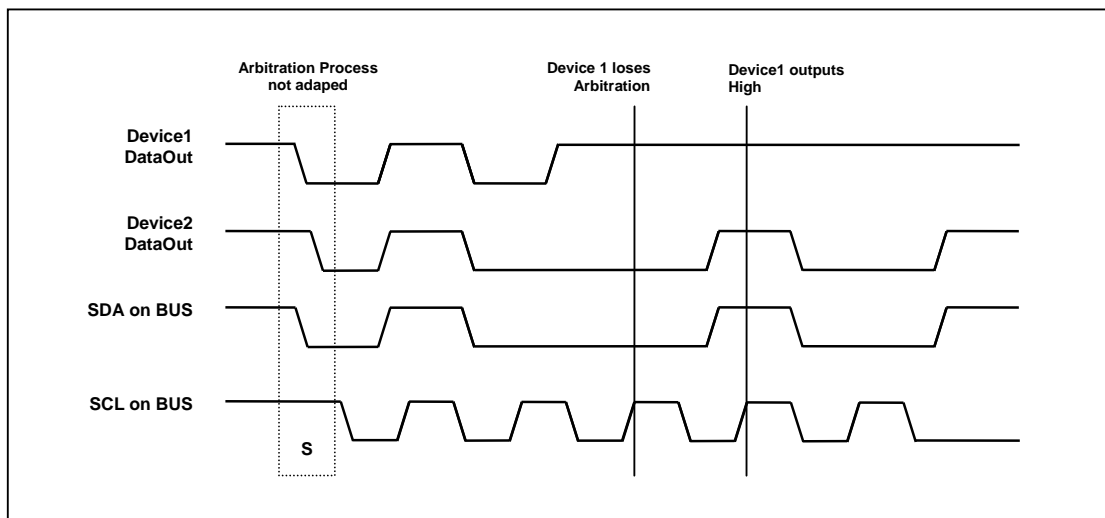 Arbitration Process
not adaped
Device 1 loses
Arbitration
Device1 outputs
High
Device1
DataOut
Device2
DataOut
SDA on BUS
SCL on BUS
S